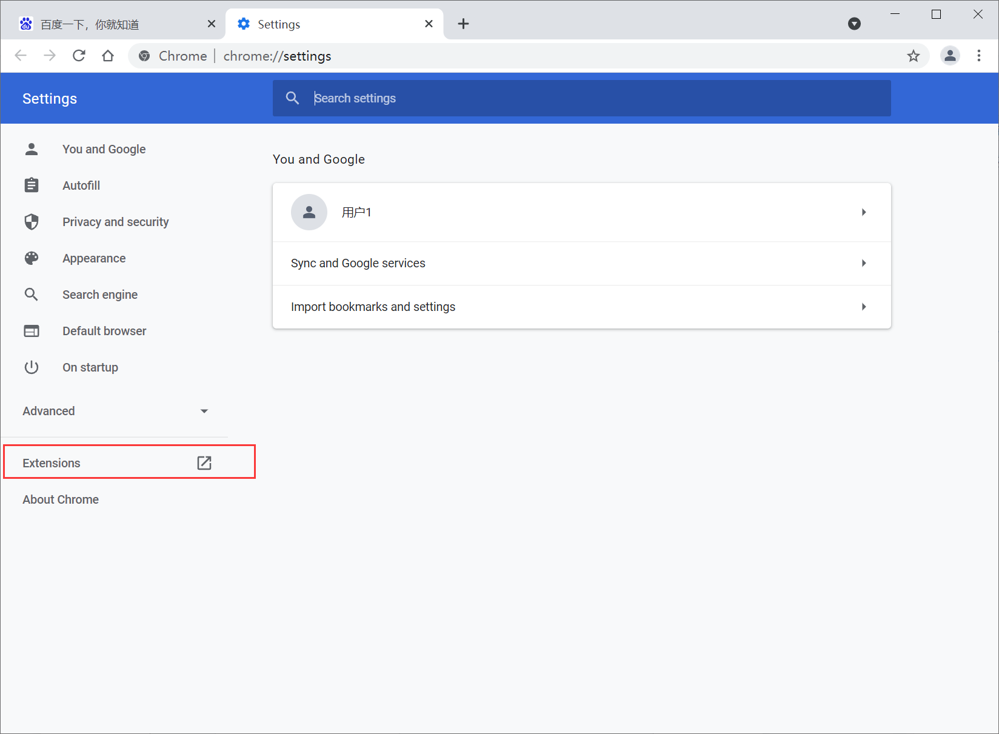 百度一下，你就知道
Settings
Chrome | chrome://settings
Settings
Search settings
You and Google
Autofill
Privacy and security
Appearance
Search engine
Default browser
On startup
Advanced
Extensions
About Chrome
You and Google
用户1
Sync and Google services
Import bookmarks and settings